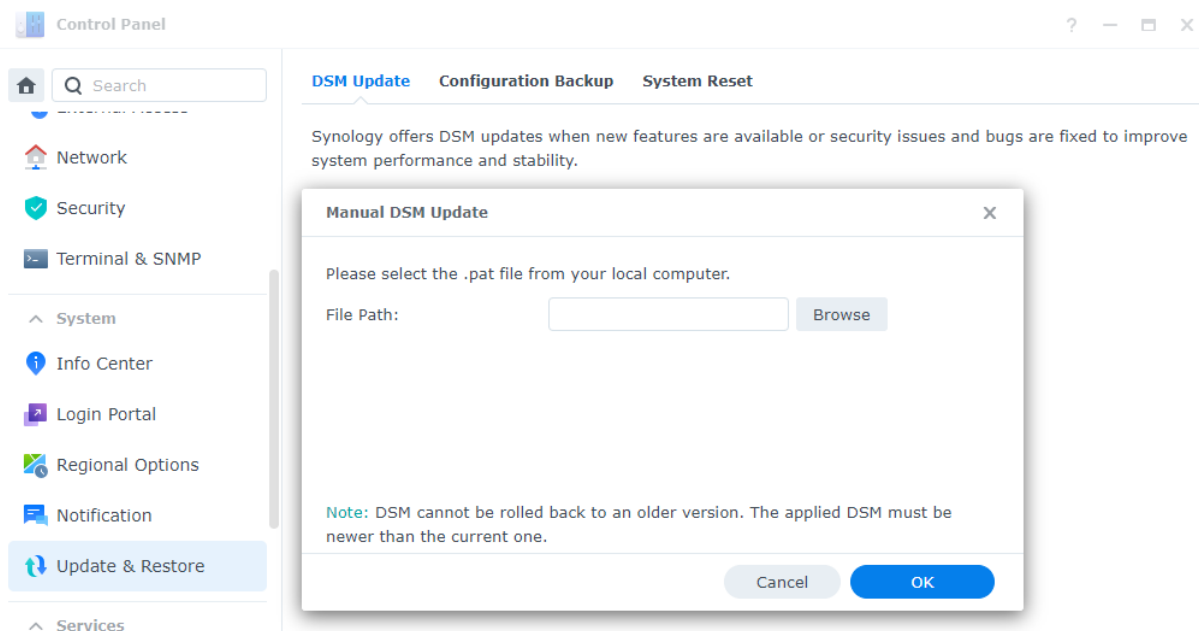 Control Panel
?
Search
External Access
Network
Security
Terminal & SNMP
System
Info Center
Login Portal
Regional Options
Notification
Update & Restore
Services
DSM Update Configuration Backup System Reset
Synology offers DSM updates when new features are available or security issues and bugs are fixed to improve
system performance and stability.
Manual DSM Update
Please select the .pat file from your local computer.
File Path: Browse
Note: DSM cannot be rolled back to an older version. The applied DSM must be
newer than the current one.
Cancel OK